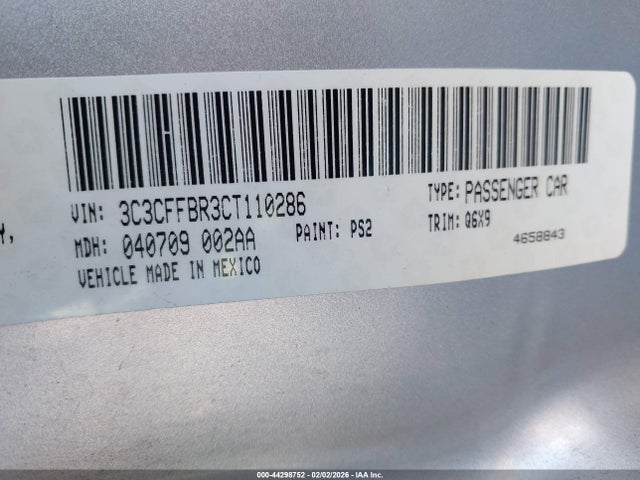 VIN: 3C3CFFBR3CT110286
TYPE: PASSENGER CAR
Y,
MDH: 040709 002AA
PAINT: PS2
TRIM: Q6X9
VEHICLE MADE IN MEXICO
4658843
000-44298752 - 02/02/2026 - IAA Inc.